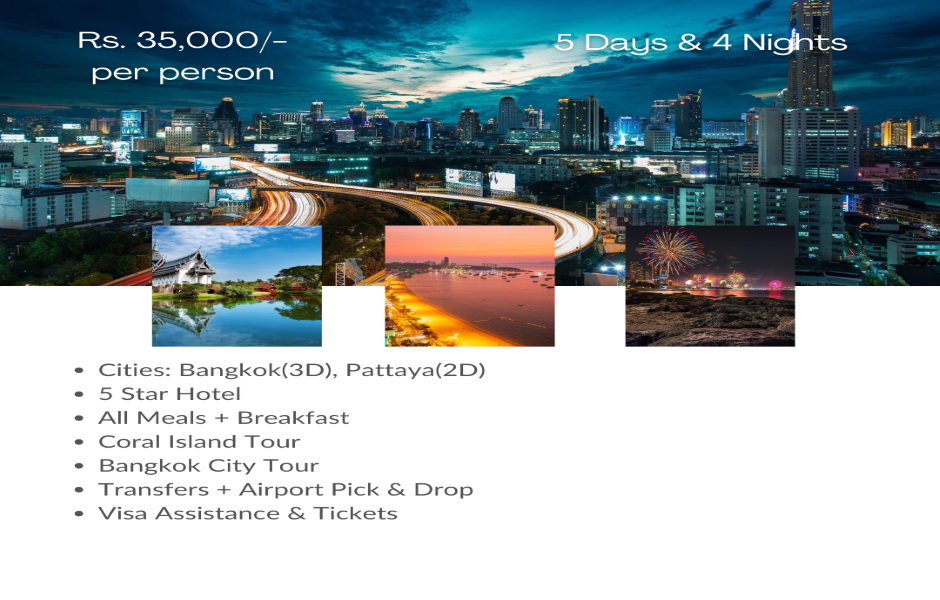 Rs. 35,000/-
per person
5 Days & 4 Nights
• Cities: Bangkok(3D), Pattaya(2D)
• 5 Star Hotel
• All Meals + Breakfast
• Coral Island Tour
• Bangkok City Tour
• Transfers + Airport Pick & Drop
• Visa Assistance & Tickets